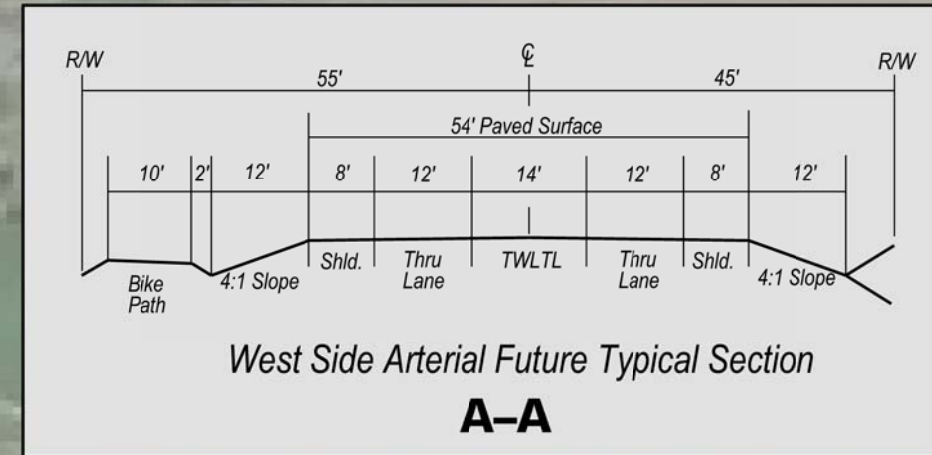 R/W ℄ R/W
55' 45'
54' Paved Surface
10' 2' 12' 8' 12' 14' 12' 8' 12'
Bike Path
4:1 Slope
Shld.
Thru Lane
TWLTL
Thru Lane
Shld.
4:1 Slope
West Side Arterial Future Typical Section
A–A